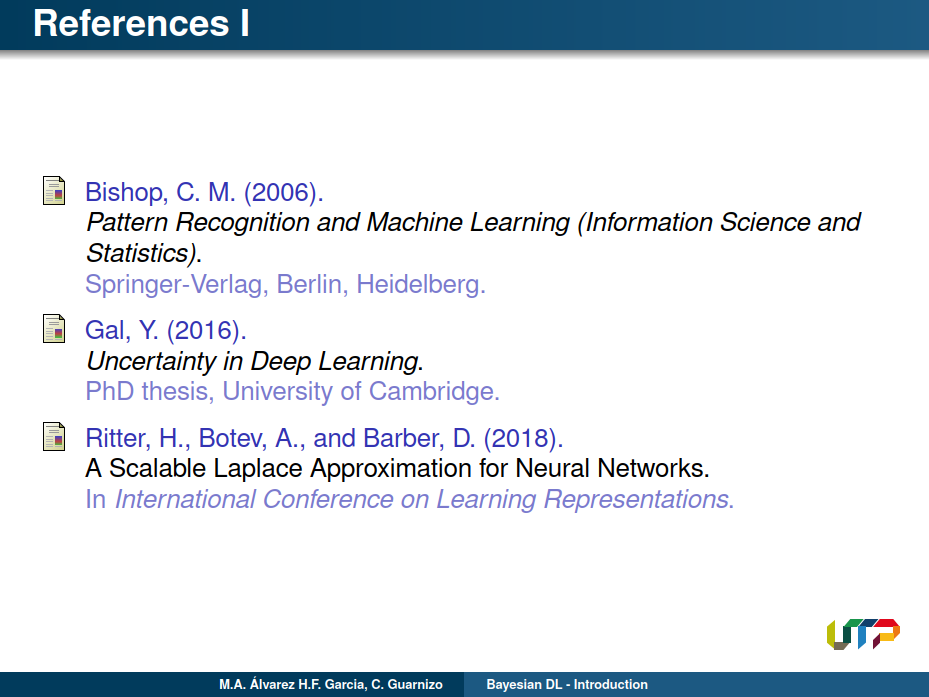 References I
Bishop, C. M. (2006).
Pattern Recognition and Machine Learning (Information Science and
Statistics).
Springer-Verlag, Berlin, Heidelberg.
Gal, Y. (2016).
Uncertainty in Deep Learning.
PhD thesis, University of Cambridge.
Ritter, H., Botev, A., and Barber, D. (2018).
A Scalable Laplace Approximation for Neural Networks.
In International Conference on Learning Representations.
UTP
M.A. Álvarez H.F. Garcia, C. Guarnizo
Bayesian DL - Introduction